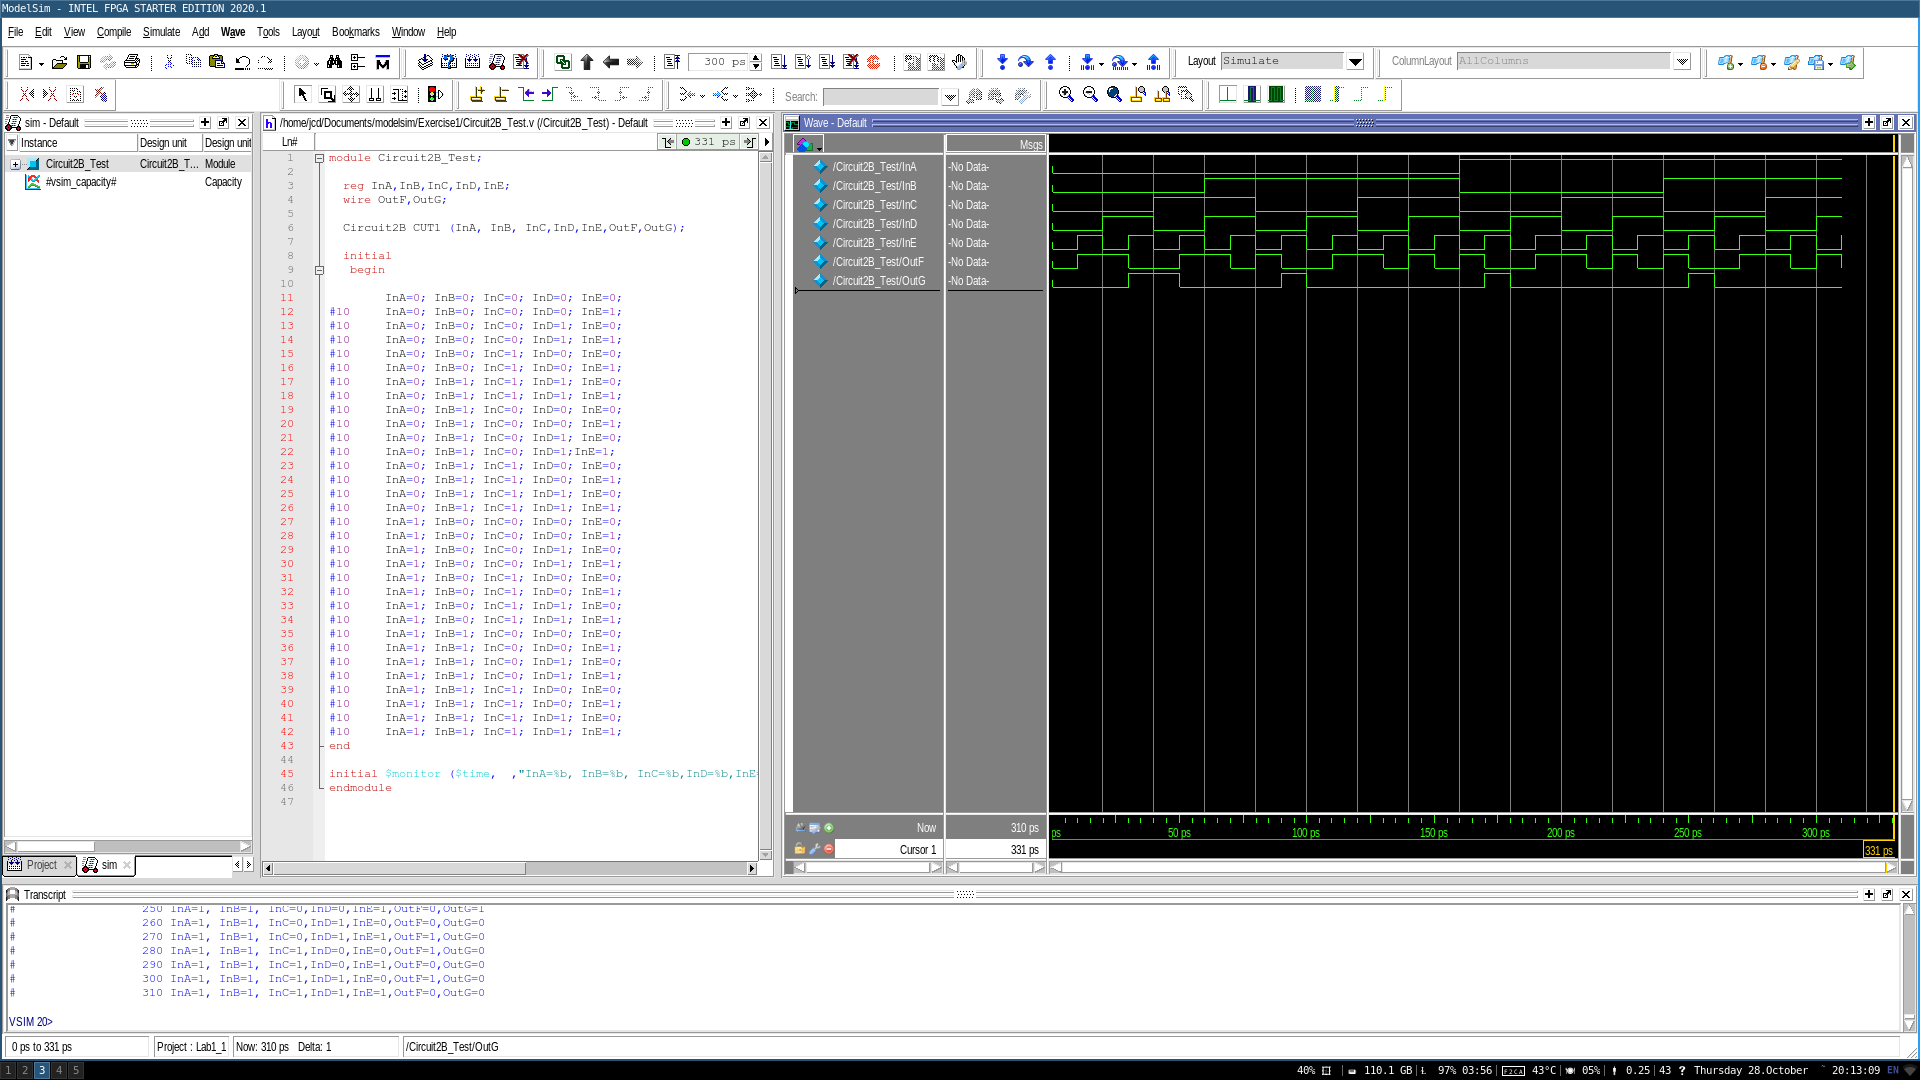 ModelSim - INTEL FPGA STARTER EDITION 2020.1
File Edit View Compile Simulate Add Wave Tools Layout Bookmarks Window Help
300 ps
Layout Simulate
ColumnLayout AllColumns
Search:
sim - Default
Instance Design unit Design unit
Circuit2B_Test Circuit2B_T... Module
#vsim_capacity# Capacity
Project sim
/home/jcd/Documents/modelsim/Exercise1/Circuit2B_Test.v (/Circuit2B_Test) - Default
Ln# 331 ps
1 module Circuit2B_Test;
2
3 reg InA,InB,InC,InD,InE;
4 wire OutF,OutG;
5
6 Circuit2B CUT1 (InA, InB, InC,InD,InE,OutF,OutG);
7
8 initial
9 begin
10
11 InA=0; InB=0; InC=0; InD=0; InE=0;
12 #10 InA=0; InB=0; InC=0; InD=0; InE=1;
13 #10 InA=0; InB=0; InC=0; InD=1; InE=0;
14 #10 InA=0; InB=0; InC=0; InD=1; InE=1;
15 #10 InA=0; InB=0; InC=1; InD=0; InE=0;
16 #10 InA=0; InB=0; InC=1; InD=0; InE=1;
17 #10 InA=0; InB=1; InC=1; InD=1; InE=0;
18 #10 InA=0; InB=1; InC=1; InD=1; InE=1;
19 #10 InA=0; InB=1; InC=0; InD=0; InE=0;
20 #10 InA=0; InB=1; InC=0; InD=0; InE=1;
21 #10 InA=0; InB=1; InC=0; InD=1; InE=0;
22 #10 InA=0; InB=1; InC=0; InD=1;InE=1;
23 #10 InA=0; InB=1; InC=1; InD=0; InE=0;
24 #10 InA=0; InB=1; InC=1; InD=0; InE=1;
25 #10 InA=0; InB=1; InC=1; InD=1; InE=0;
26 #10 InA=0; InB=1; InC=1; InD=1; InE=1;
27 #10 InA=1; InB=0; InC=0; InD=0; InE=0;
28 #10 InA=1; InB=0; InC=0; InD=0; InE=1;
29 #10 InA=1; InB=0; InC=0; InD=1; InE=0;
30 #10 InA=1; InB=0; InC=0; InD=1; InE=1;
31 #10 InA=1; InB=0; InC=1; InD=0; InE=0;
32 #10 InA=1; InB=0; InC=1; InD=0; InE=1;
33 #10 InA=1; InB=0; InC=1; InD=1; InE=0;
34 #10 InA=1; InB=0; InC=1; InD=1; InE=1;
35 #10 InA=1; InB=1; InC=0; InD=0; InE=0;
36 #10 InA=1; InB=1; InC=0; InD=0; InE=1;
37 #10 InA=1; InB=1; InC=0; InD=1; InE=0;
38 #10 InA=1; InB=1; InC=0; InD=1; InE=1;
39 #10 InA=1; InB=1; InC=1; InD=0; InE=0;
40 #10 InA=1; InB=1; InC=1; InD=0; InE=1;
41 #10 InA=1; InB=1; InC=1; InD=1; InE=0;
42 #10 InA=1; InB=1; InC=1; InD=1; InE=1;
43 end
44
45 initial $monitor ($time, ,"InA=%b, InB=%b, InC=%b,InD=%b,InE
46 endmodule
47
Wave - Default
Msgs
/Circuit2B_Test/InA -No Data-
/Circuit2B_Test/InB -No Data-
/Circuit2B_Test/InC -No Data-
/Circuit2B_Test/InD -No Data-
/Circuit2B_Test/InE -No Data-
/Circuit2B_Test/OutF -No Data-
/Circuit2B_Test/OutG -No Data-
Now 310 ps
ps 50 ps 100 ps 150 ps 200 ps 250 ps 300 ps
Cursor 1 331 ps 331 ps
Transcript
# 250 InA=1, InB=1, InC=0,InD=0,InE=1,OutF=0,OutG=1
# 260 InA=1, InB=1, InC=0,InD=1,InE=0,OutF=0,OutG=0
# 270 InA=1, InB=1, InC=0,InD=1,InE=1,OutF=1,OutG=0
# 280 InA=1, InB=1, InC=1,InD=0,InE=0,OutF=1,OutG=0
# 290 InA=1, InB=1, InC=1,InD=0,InE=1,OutF=0,OutG=0
# 300 InA=1, InB=1, InC=1,InD=1,InE=0,OutF=1,OutG=0
# 310 InA=1, InB=1, InC=1,InD=1,InE=1,OutF=0,OutG=0
VSIM 20>
0 ps to 331 ps Project : Lab1_1 Now: 310 ps Delta: 1 /Circuit2B_Test/OutG
1 2 3 4 5 40% 110.1 GB 97% 03:56 43°C 05% 0.25 43 ? Thursday 28.October 20:13:09 EN